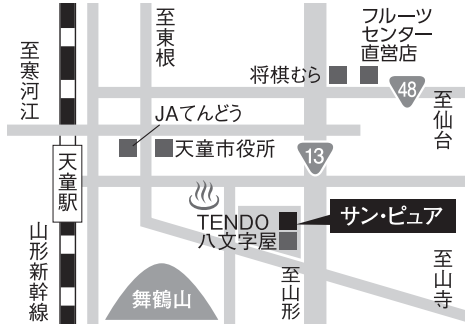 至寒河江
至東根
フルーツ
センター
直営店
将棋むら
48
至仙台
JAてんどう
天童市役所
13
天童駅
TENDO
八文字屋
サン・ピュア
山形新幹線
舞鶴山
至山形
至山寺